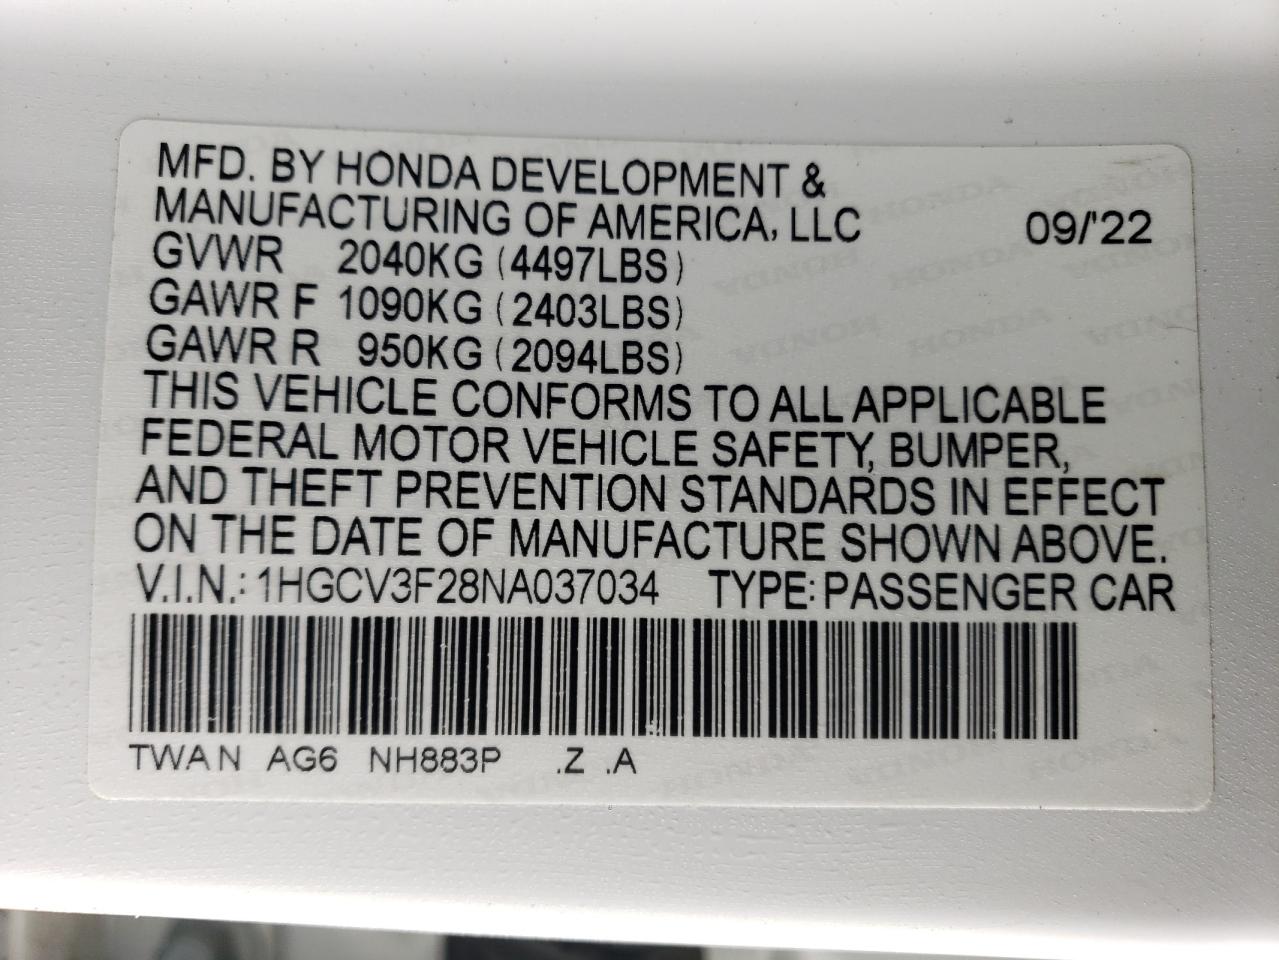 MFD. BY HONDA DEVELOPMENT &
MANUFACTURING OF AMERICA, LLC 09/'22
GVWR 2040KG (4497LBS)
GAWR F 1090KG (2403LBS)
GAWR R 950KG (2094LBS)
THIS VEHICLE CONFORMS TO ALL APPLICABLE
FEDERAL MOTOR VEHICLE SAFETY, BUMPER,
AND THEFT PREVENTION STANDARDS IN EFFECT
ON THE DATE OF MANUFACTURE SHOWN ABOVE.
V.I.N.: 1HGCV3F28NA037034 TYPE: PASSENGER CAR
TWAN AG6 NH883P .Z .A